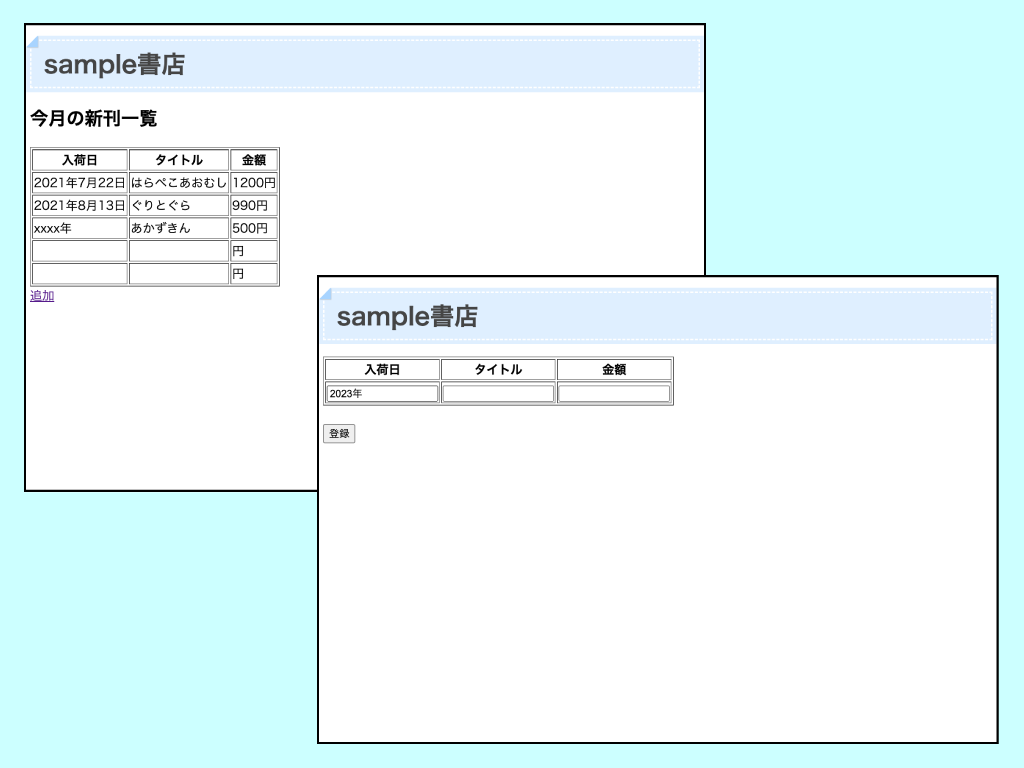 sample書店
今月の新刊一覧
入荷日 タイトル 金額
2021年7月22日 はらぺこあおむし 1200円
2021年8月13日 ぐりとぐら 990円
xxxx年 あかずきん 500円
円
円
追加
sample書店
入荷日 タイトル 金額
2023年
登録